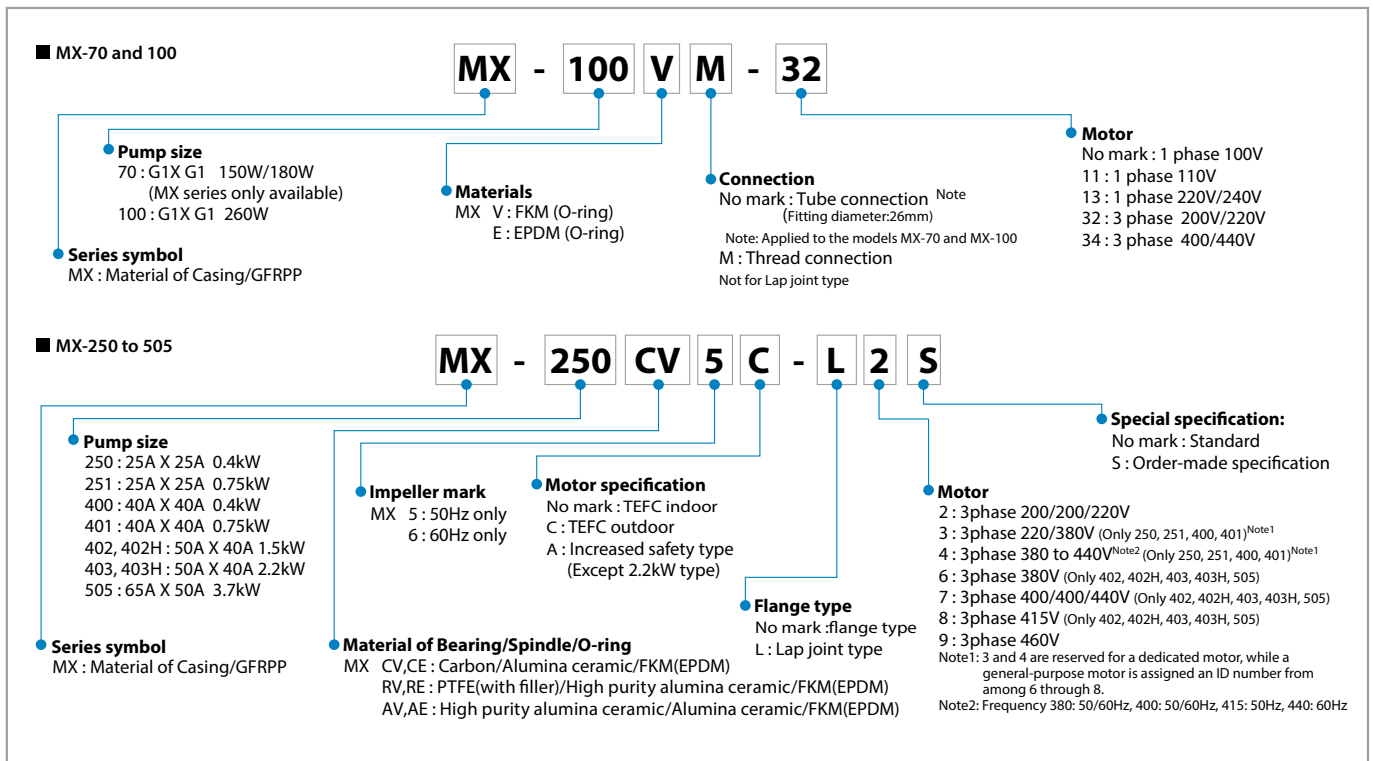 ■ MX-70 and 100
MX - 100 V M - 32
Pump size
70 : G1X G1 150W/180W
(MX series only available)
100 : G1X G1 260W
Series symbol
MX : Material of Casing/GFRPP
Materials
MX V : FKM (O-ring)
E : EPDM (O-ring)
Connection
No mark : Tube connection Note
(Fitting diameter:26mm)
Note: Applied to the models MX-70 and MX-100
M : Thread connection
Not for Lap joint type
Motor
No mark : 1 phase 100V
11 : 1 phase 110V
13 : 1 phase 220V/240V
32 : 3 phase 200V/220V
34 : 3 phase 400/440V
■ MX-250 to 505
MX - 250 CV 5 C - L 2 S
Pump size
250 : 25A X 25A 0.4kW
251 : 25A X 25A 0.75kW
400 : 40A X 40A 0.4kW
401 : 40A X 40A 0.75kW
402, 402H : 50A X 40A 1.5kW
403, 403H : 50A X 40A 2.2kW
505 : 65A X 50A 3.7kW
Series symbol
MX : Material of Casing/GFRPP
Impeller mark
MX 5 : 50Hz only
6 : 60Hz only
Material of Bearing/Spindle/O-ring
MX CV,CE : Carbon/Alumina ceramic/FKM(EPDM)
RV,RE : PTFE(with filler)/High purity alumina ceramic/FKM(EPDM)
AV,AE : High purity alumina ceramic/Alumina ceramic/FKM(EPDM)
Motor specification
No mark : TEFC indoor
C : TEFC outdoor
A : Increased safety type
(Except 2.2kW type)
Flange type
No mark :flange type
L : Lap joint type
Special specification:
No mark : Standard
S : Order-made specification
Motor
2 : 3phase 200/200/220V
3 : 3phase 220/380V (Only 250, 251, 400, 401)Note1
4 : 3phase 380 to 440VNote2 (Only 250, 251, 400, 401)Note1
6 : 3phase 380V (Only 402, 402H, 403, 403H, 505)
7 : 3phase 400/400/440V (Only 402, 402H, 403, 403H, 505)
8 : 3phase 415V (Only 402, 402H, 403, 403H, 505)
9 : 3phase 460V
Note1: 3 and 4 are reserved for a dedicated motor, while a
general-purpose motor is assigned an ID number from
among 6 through 8.
Note2: Frequency 380: 50/60Hz, 400: 50/60Hz, 415: 50Hz, 440: 60Hz